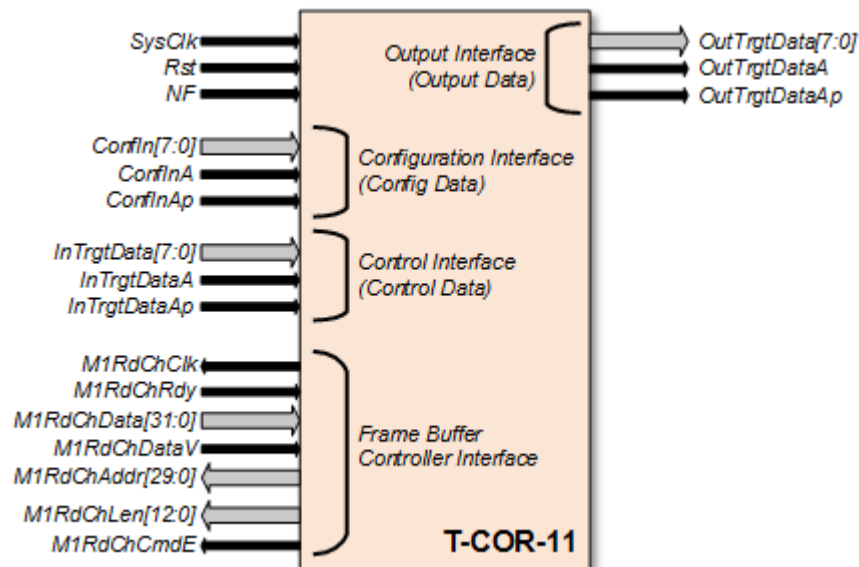 SysClk
Rst
NF
ConfIn[7:0]
ConfInA
ConfInAp
InTrgtData[7:0]
InTrgtDataA
InTrgtDataAp
M1RdChClk
M1RdChRdy
M1RdChData[31:0]
M1RdChDataV
M1RdChAddr[29:0]
M1RdChLen[12:0]
M1RdChCmdE
Output Interface
(Output Data)
Configuration Interface
(Config Data)
Control Interface
(Control Data)
Frame Buffer
Controller Interface
T-COR-11
OutTrgtData[7:0]
OutTrgtDataA
OutTrgtDataAp